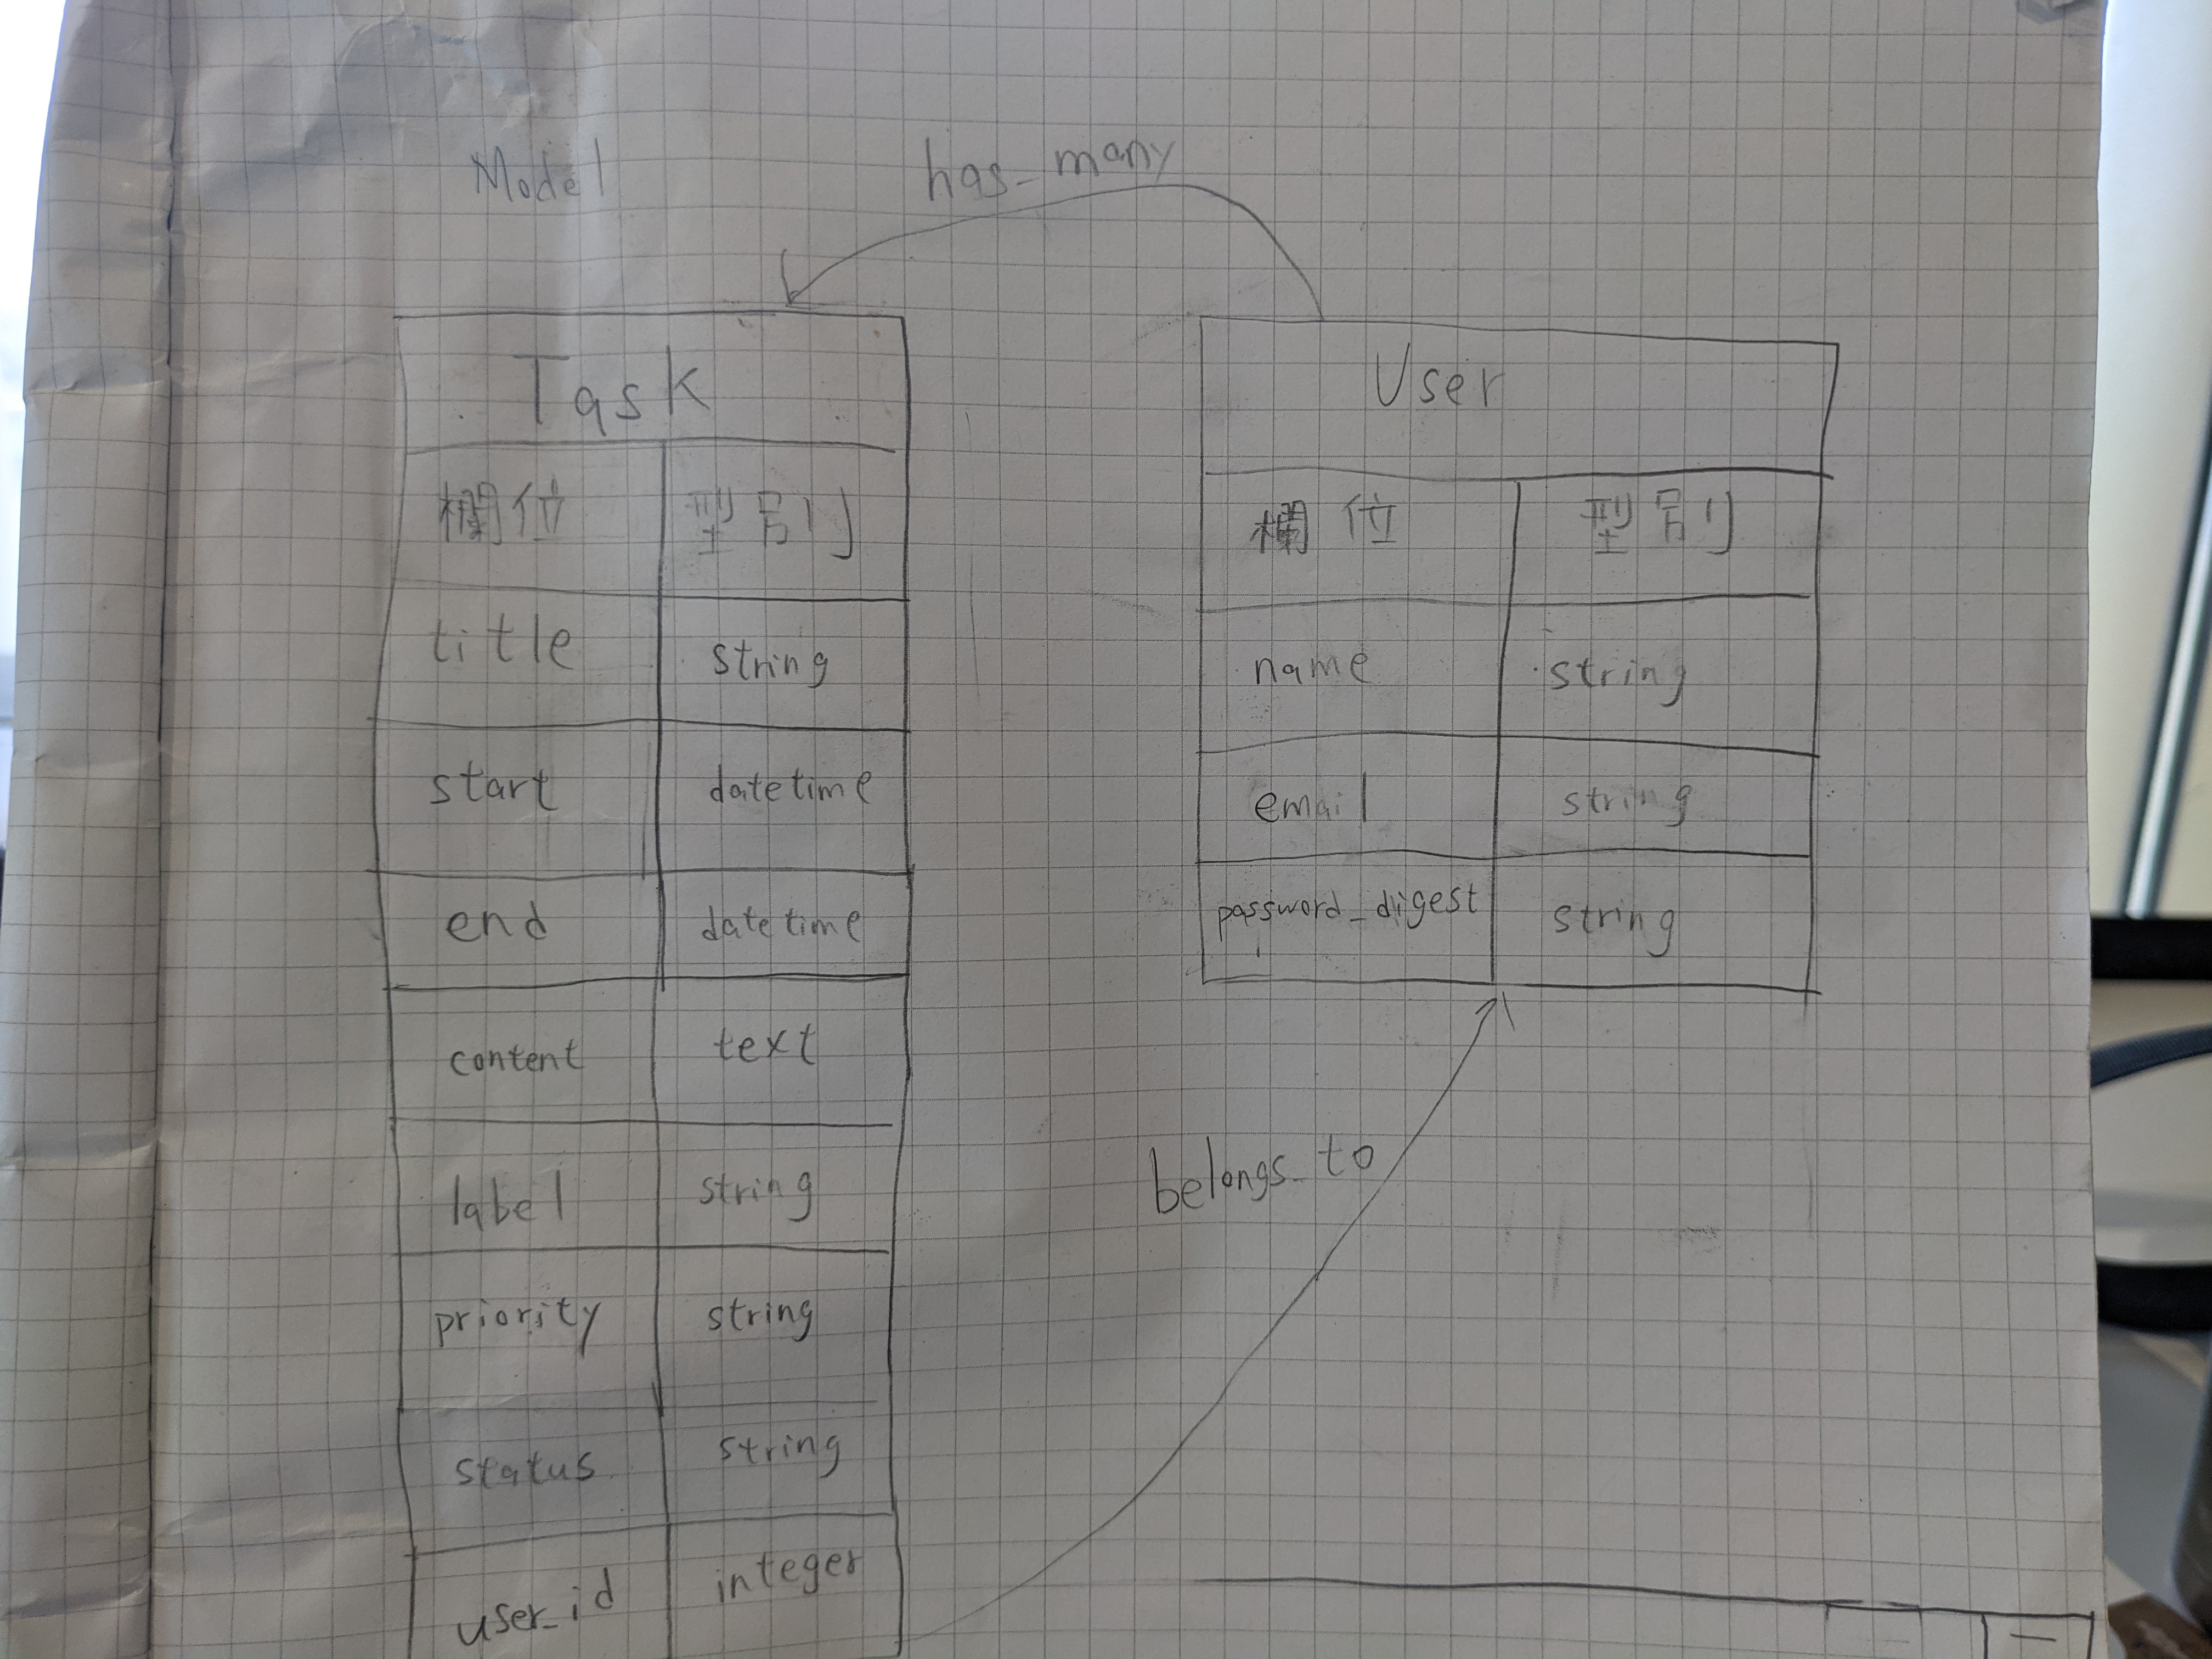 Model
has_many
Task
欄位 型別
title string
start datetime
end datetime
content text
label string
priority string
status string
user_id integer
User
欄位 型別
name string
email string
password_digest string
belongs_to